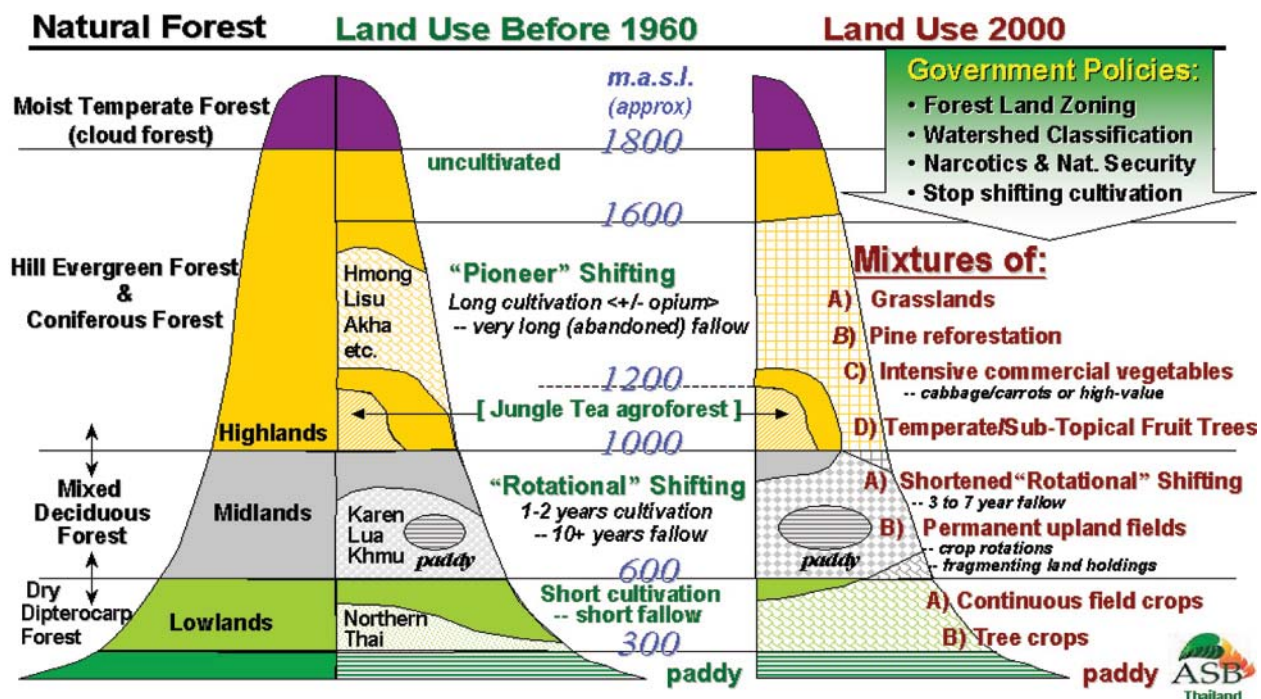 Natural Forest
Land Use Before 1960
Land Use 2000
Moist Temperate Forest
(cloud forest)
Hill Evergreen Forest
&
Coniferous Forest
Mixed
Deciduous
Forest
Dry
Dipterocarp
Forest
Highlands
Midlands
Lowlands
m.a.s.l.
(approx)
1800
1600
1200
1000
600
300
uncultivated
Hmong
Lisu
Akha
etc.
"Pioneer" Shifting
Long cultivation <+/- opium>
-- very long (abandoned) fallow
[ Jungle Tea agroforest ]
Karen
Lua
Khmu
paddy
"Rotational" Shifting
1-2 years cultivation
-- 10+ years fallow
Northern
Thai
Short cultivation
-- short fallow
paddy
Government Policies:
• Forest Land Zoning
• Watershed Classification
• Narcotics & Nat. Security
• Stop shifting cultivation
Mixtures of:
A) Grasslands
B) Pine reforestation
C) Intensive commercial vegetables
-- cabbage/carrots or high-value
D) Temperate/Sub-Topical Fruit Trees
A) Shortened "Rotational" Shifting
-- 3 to 7 year fallow
B) Permanent upland fields
-- crop rotations
-- fragmenting land holdings
paddy
A) Continuous field crops
B) Tree crops
paddy
ASB
Thailand